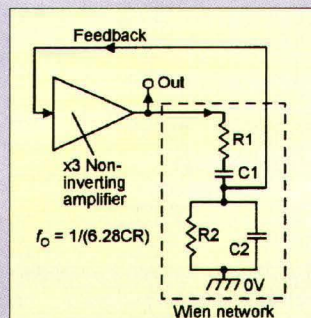 Feedback
Out
R1
x3 Non-
inverting
amplifier
C1
fO = 1/(6.28CR)
R2
C2
0V
Wien network